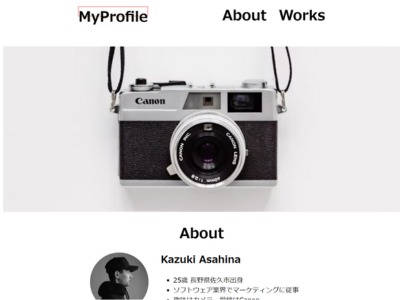 MyProfile
About Works
Canon
CANON INC.
CANON LENS
About
Kazuki Asahina
25歳 長野県佐久市出身
ソフトウェア業界でマーケティングに従事